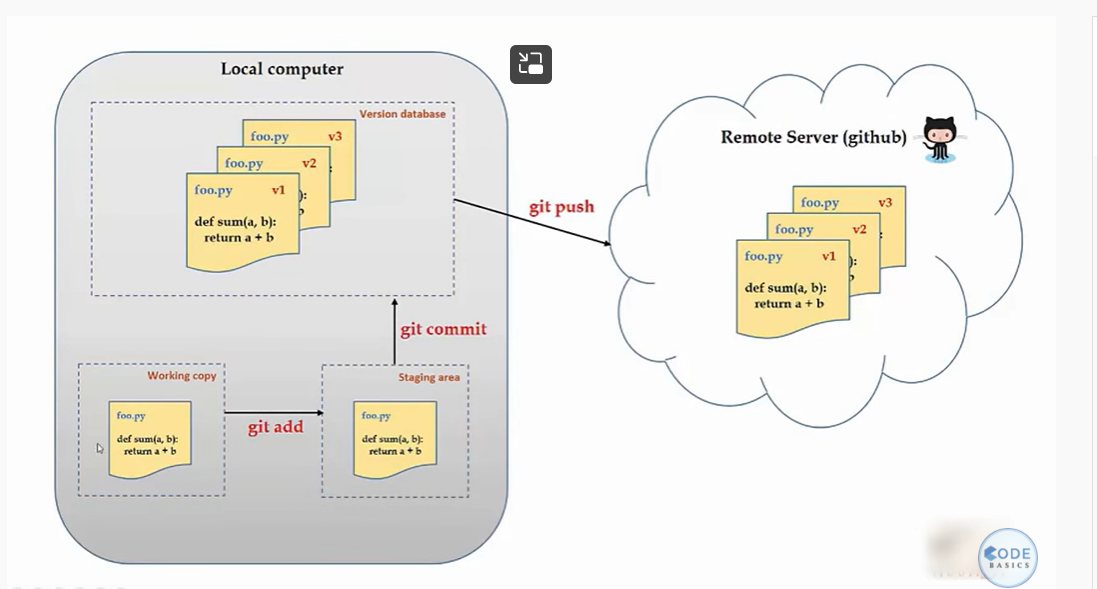 Local computer
Version database
foo.py v3
foo.py v2
foo.py v1
):
b
def sum(a, b):
return a + b
git push
Remote Server (github)
foo.py v3
foo.py v2
foo.py v1
):
def sum(a, b):
return a + b
git commit
Working copy
foo.py
def sum(a, b):
return a + b
git add
Staging area
foo.py
def sum(a, b):
return a + b
CODE
BASICS